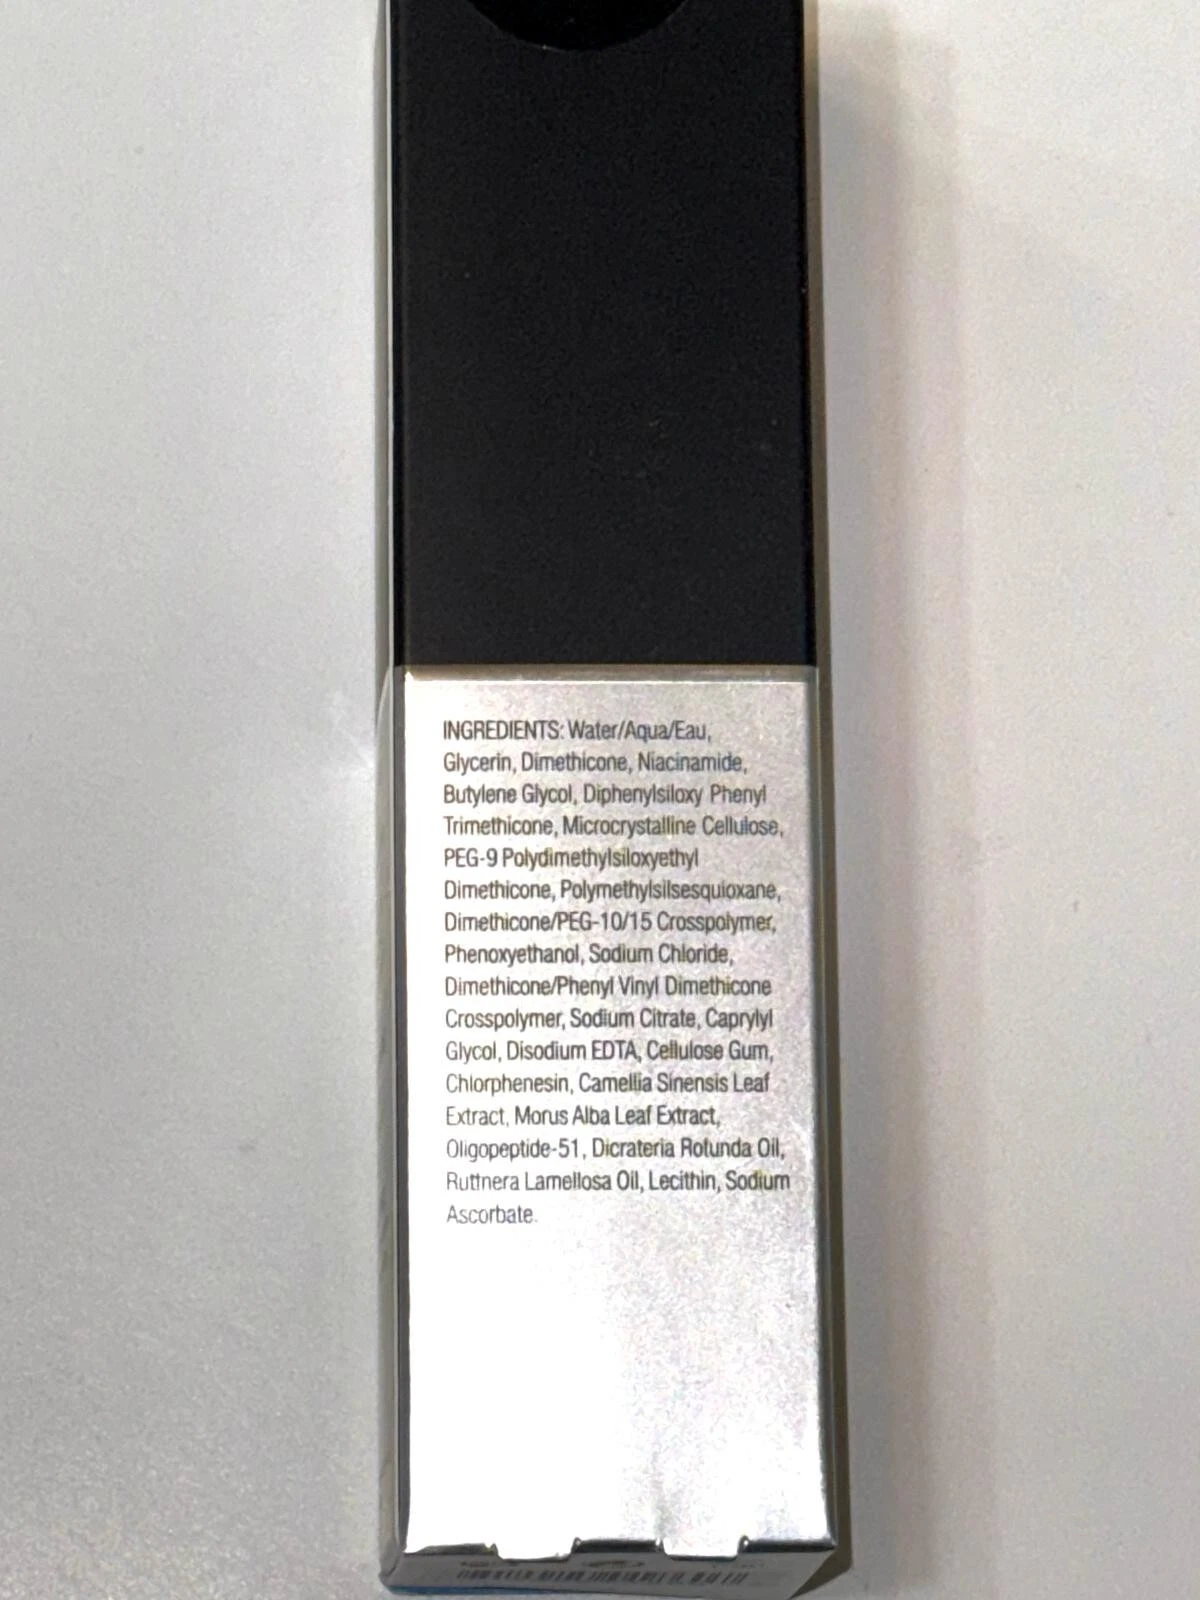 INGREDIENTS: Water/Aqua/Eau,
Glycerin, Dimethicone, Niacinamide,
Butylene Glycol, Diphenylsiloxy Phenyl
Trimethicone, Microcrystalline Cellulose,
PEG-9 Polydimethylsiloxyethyl
Dimethicone, Polymethylsilsesquioxane,
Dimethicone/PEG-10/15 Crosspolymer,
Phenoxyethanol, Sodium Chloride,
Dimethicone/Phenyl Vinyl Dimethicone
Crosspolymer, Sodium Citrate, Caprylyl
Glycol, Disodium EDTA, Cellulose Gum,
Chlorphenesin, Camellia Sinensis Leaf
Extract, Morus Alba Leaf Extract,
Oligopeptide-51, Dicrateria Rotunda Oil,
Ruttnera Lamellosa Oil, Lecithin, Sodium
Ascorbate.